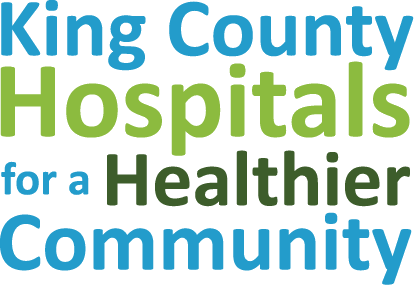 King County
Hospitals
for a Healthier
Community